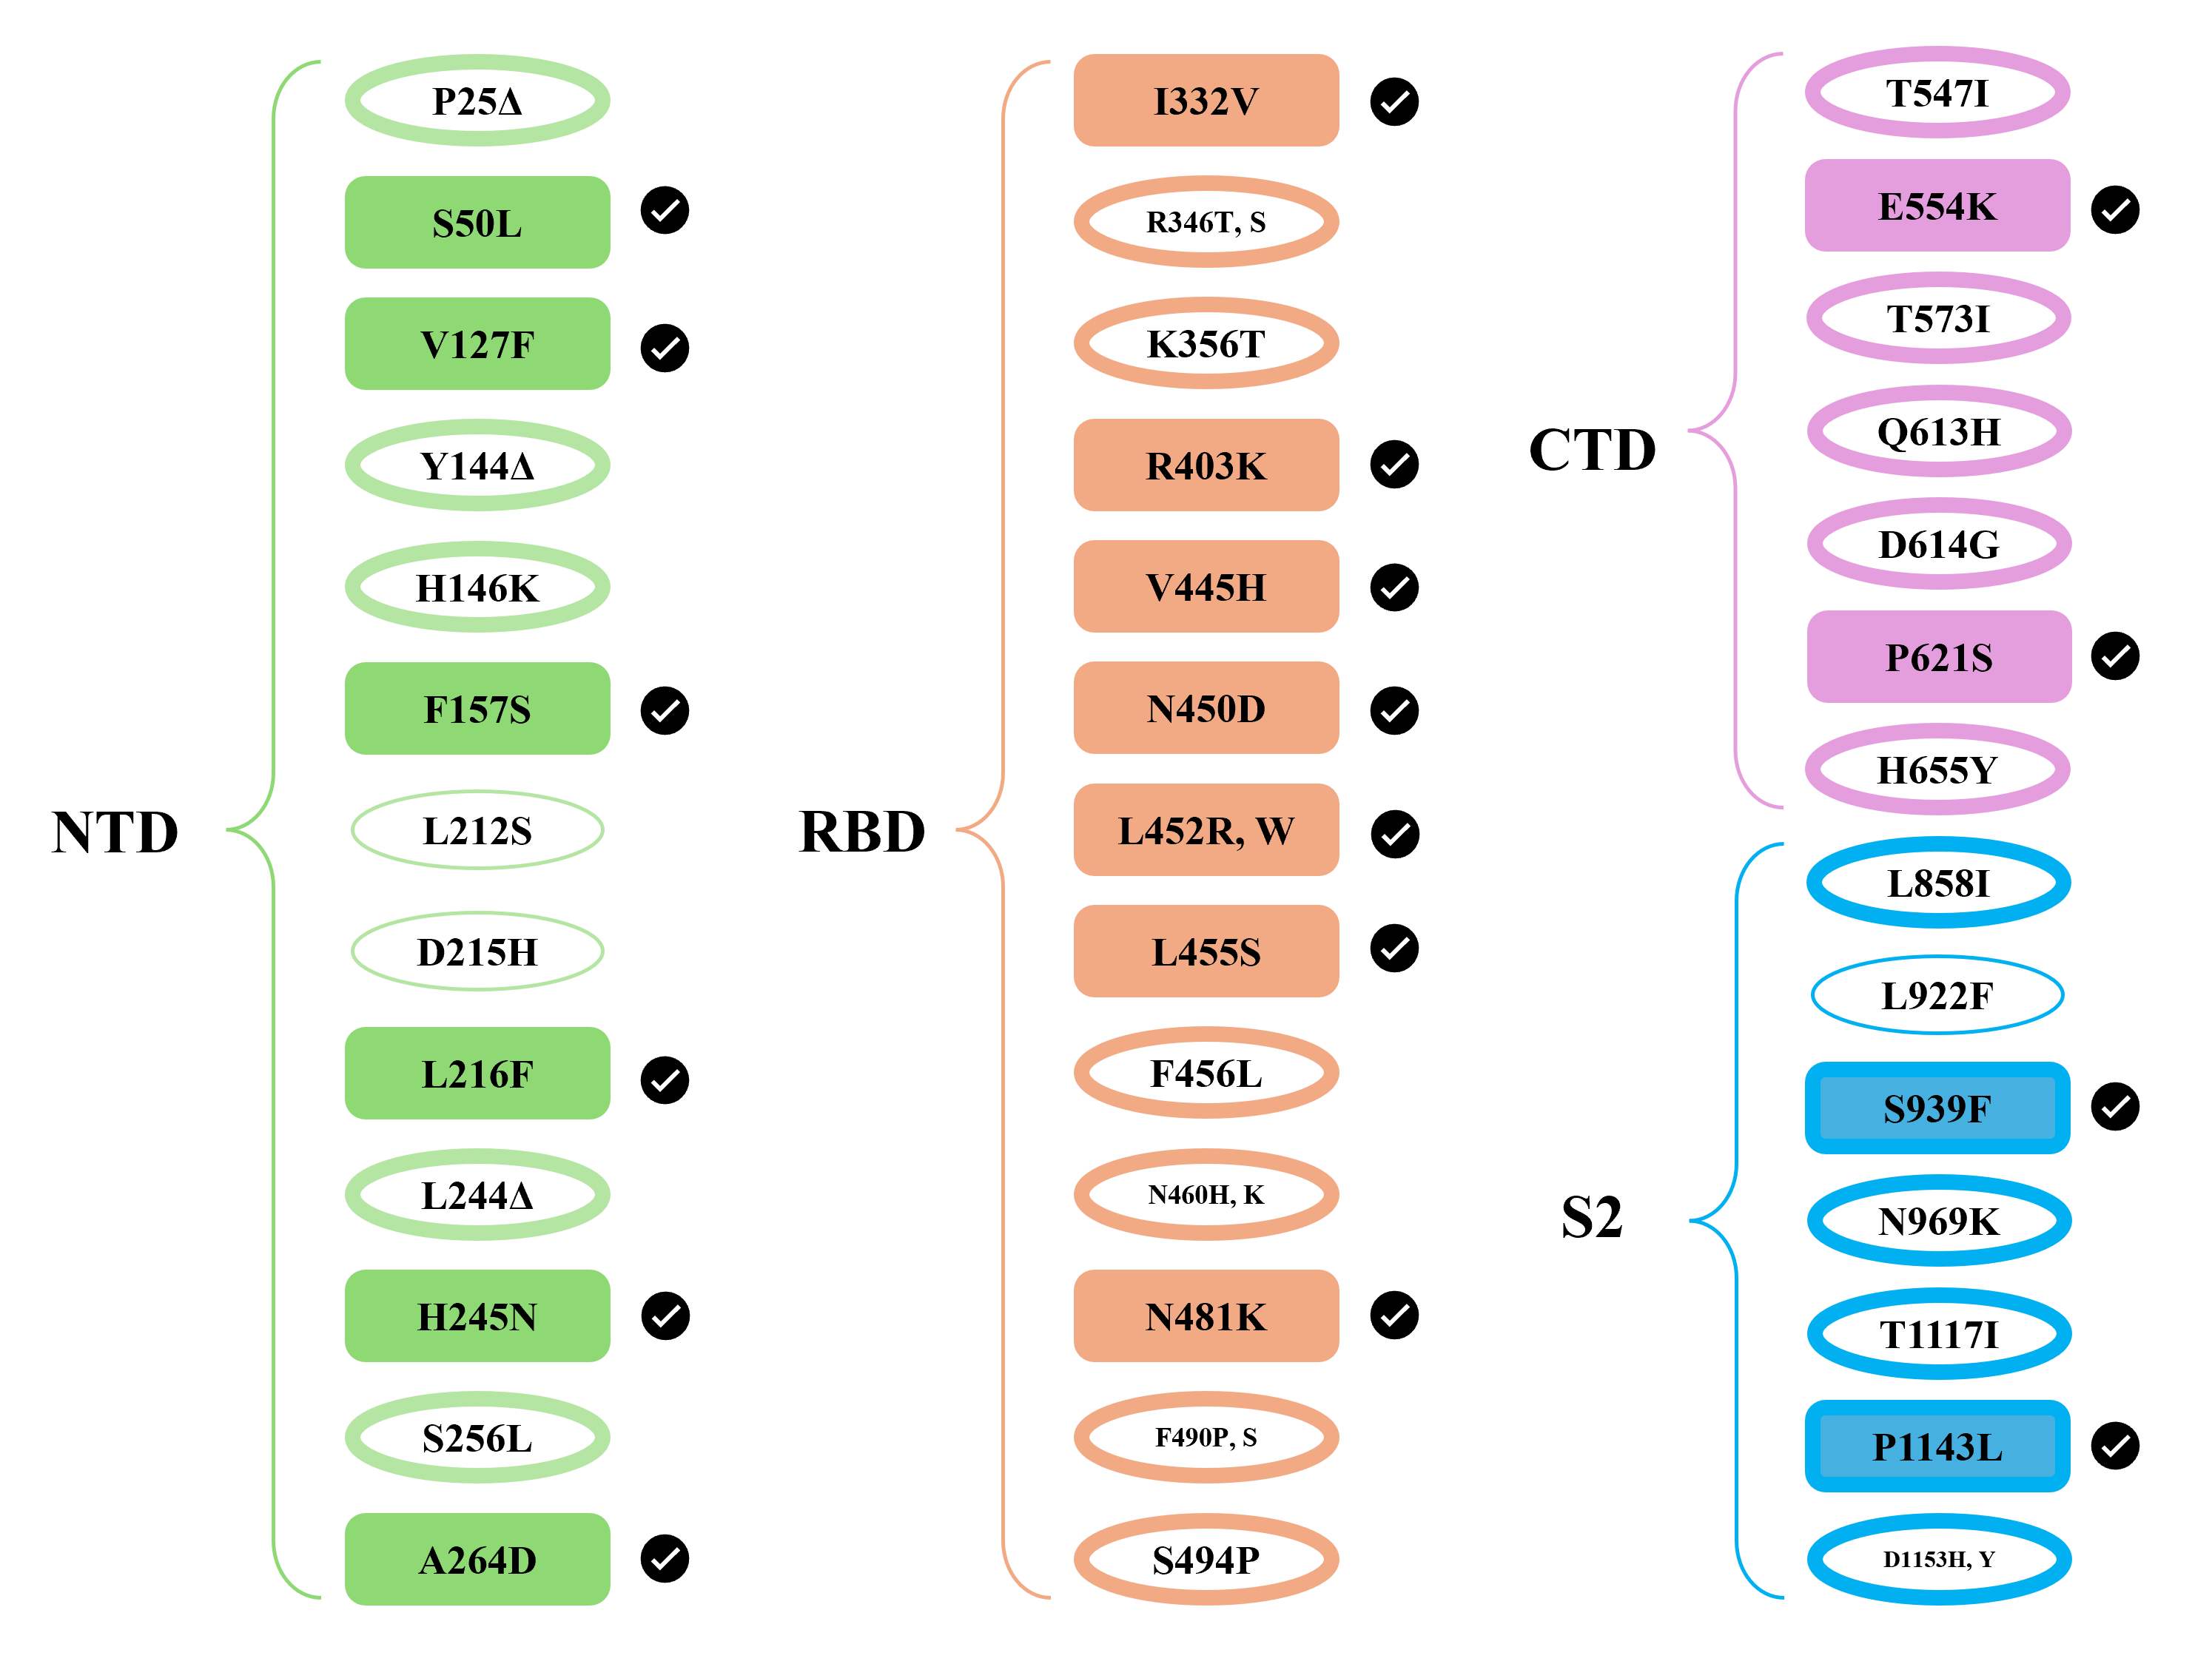 NTD
P25Δ
S50L
V127F
Y144Δ
H146K
F157S
L212S
D215H
L216F
L244Δ
H245N
S256L
A264D
RBD
I332V
R346T, S
K356T
R403K
V445H
N450D
L452R, W
L455S
F456L
N460H, K
N481K
F490P, S
S494P
CTD
T547I
E554K
T573I
Q613H
D614G
P621S
H655Y
S2
L858I
L922F
S939F
N969K
T1117I
P1143L
D1153H, Y